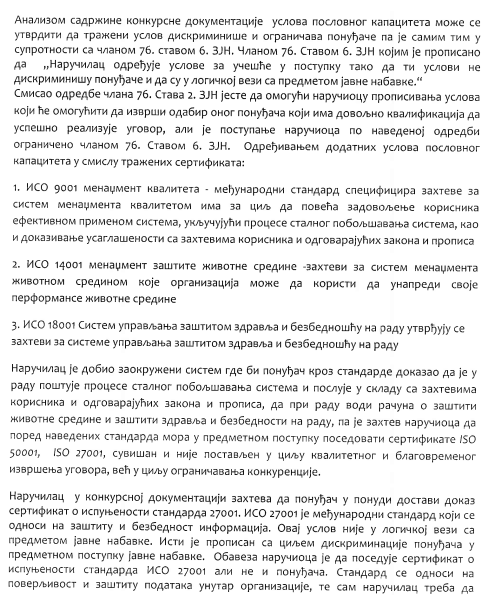 Анализом садржине конкурсне документације услова пословног капацитета може се
утврдити да тражени услов дискриминише и ограничава понуђаче па је самим тим у
супротности са чланом 76. ставом 6. ЗЈН. Чланом 76. Ставом 6. ЗЈН којим је прописано
да „Наручилац одређује услове за учешће у поступку тако да ти услови не
дискриминишу понуђаче и да су у логичкој вези са предметом јавне набавке.“
Смисао одредбе члана 76. Става 2. ЗЈН јесте да омогући наручиоцу прописивања услова
који ће омогућити да изврши одабир оног понуђача који има довољно квалификација да
успешно реализује уговор, али је поступање наручиоца по наведеној одредби
ограничено чланом 76. Ставом 6. ЗЈН. Одређивањем додатних услова пословног
капацитета у смислу тражених сертификата:
1. ИСО 9001 менаџмент квалитета - међународни стандард специфицира захтеве за
систем менаџмента квалитетом има за циљ да повећа задовољење корисника
ефективном применом система, укључујући процесе сталног побољшавања система, као
и доказивање усаглашености са захтевима корисника и одговарајућих закона и прописа
2. ИСО 14001 менаџмент заштите животне средине -захтеви за систем менаџмента
животном средином које организација може да користи да унапреди своје
перформансе животне средине
3. ИСО 18001 Систем управљања заштитом здравља и безбедношћу на раду утврђују се
захтеви за системе управљања заштитом здравља и безбедношћу на раду
Наручилац је добио заокружени систем где би понуђач кроз стандарде доказао да је у
раду поштује процесе сталног побољшавања система и послује у складу са захтевима
корисника и одговарајућих закона и прописа, да при раду води рачуна о заштити
животне средине и заштити здравља и безбедности на раду, па је захтев наручиоца да
поред наведених стандарда мора у предметном поступку поседовати сертификате ISO
50001, ISO 27001, сувишан и није постављен у циљу квалитетног и благовременог
извршења уговора, већ у циљу ограничавања конкуренције.
Наручилац у конкурсној документацији захтева да понуђач у понуди достави доказ
сертификат о испуњености стандарда 27001. ИСО 27001 је међународни стандард који се
односи на заштиту и безбедност информација. Овај услов није у логичкој вези са
предметом јавне набавке. Исти је прописан са циљем дискриминације понуђача у
предметном поступку јавне набавке. Обавеза наручиоца је да поседује сертификат о
испуњености стандарда ИСО 27001 али не и понуђача. Стандард се односи на
поверљивост и заштиту података унутар организације, те сам наручилац треба да